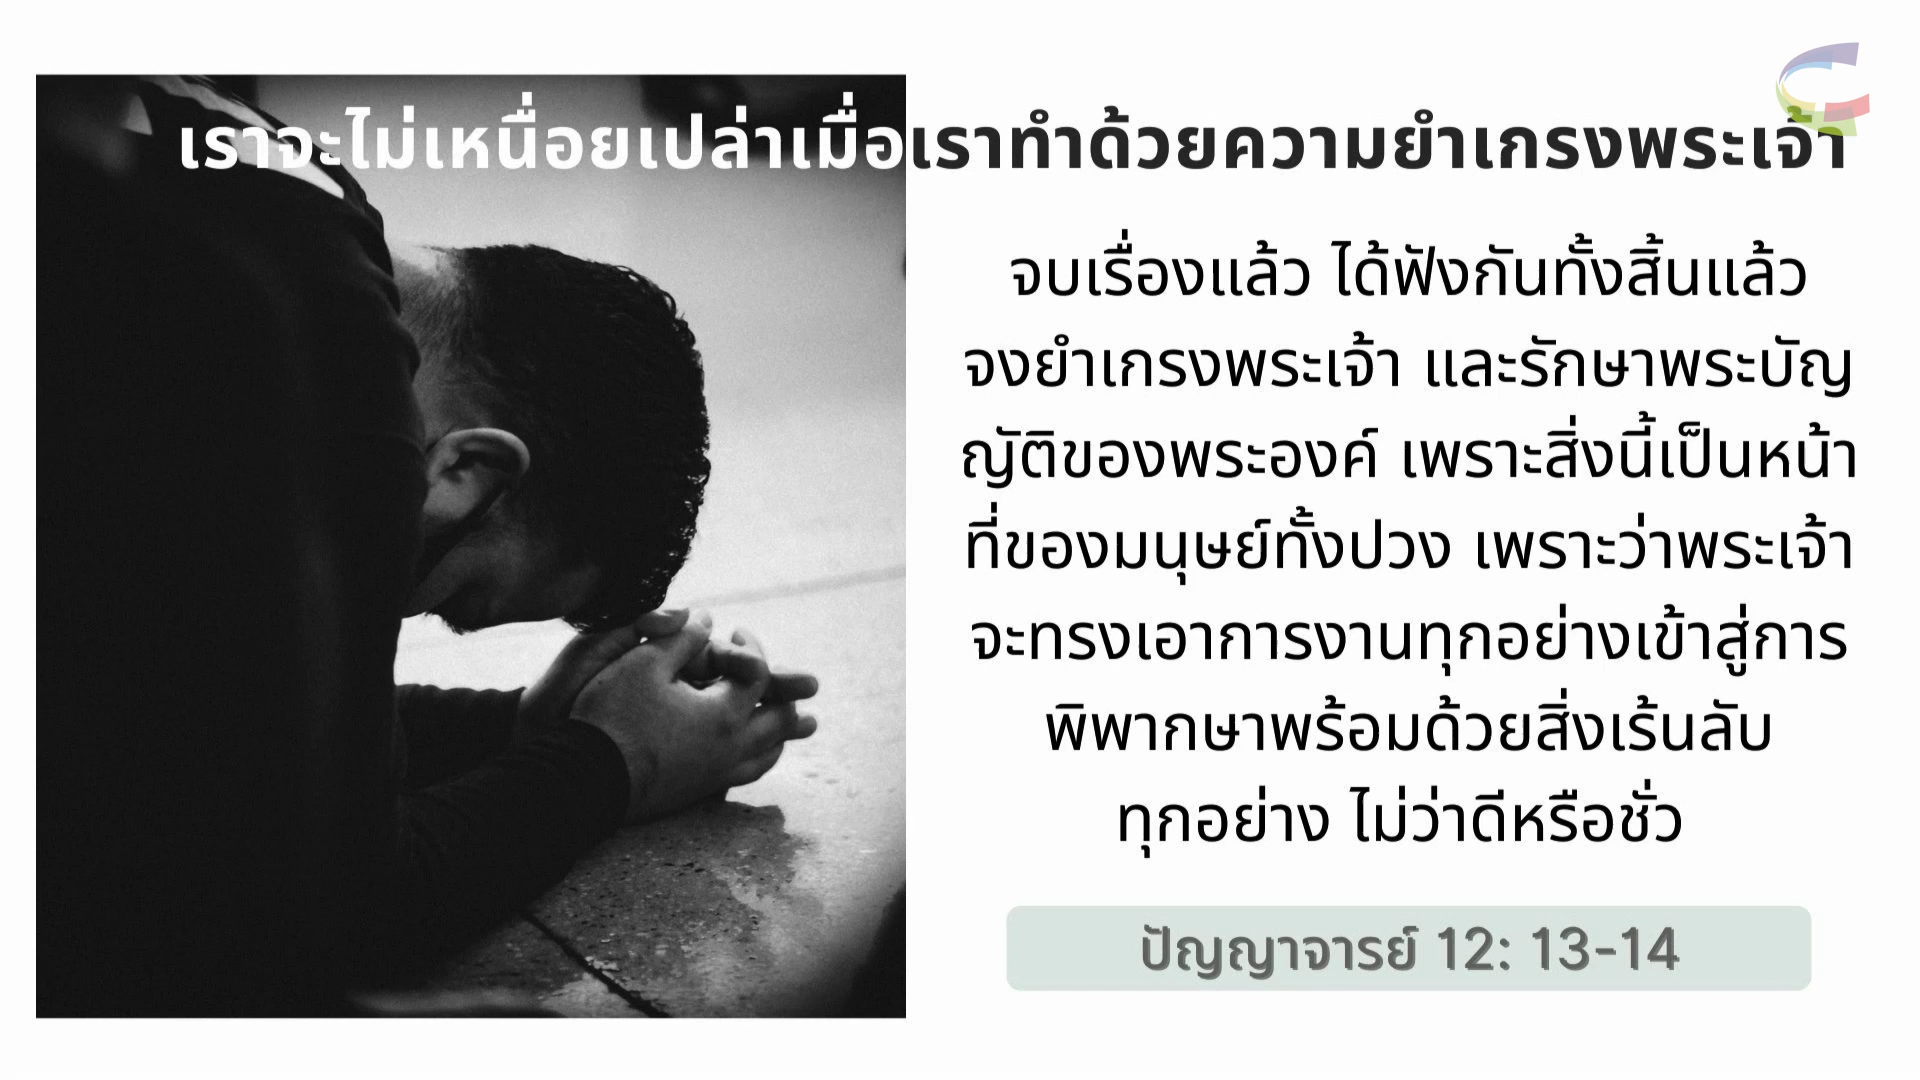 เราจะไม่เหนื่อยเปล่าเมื่อเราทำด้วยความยำเกรงพระเจ้า
จบเรื่องแล้ว ได้ฟังกันทั้งสิ้นแล้ว
จงยำเกรงพระเจ้า และรักษาพระบัญ
ญัติของพระองค์ เพราะสิ่งนี้เป็นหน้า
ที่ของมนุษย์ทั้งปวง เพราะว่าพระเจ้า
จะทรงเอาการงานทุกอย่างเข้าสู่การ
พิพากษาพร้อมด้วยสิ่งเร้นลับ
ทุกอย่าง ไม่ว่าดีหรือชั่ว
ปัญญาจารย์ 12: 13-14